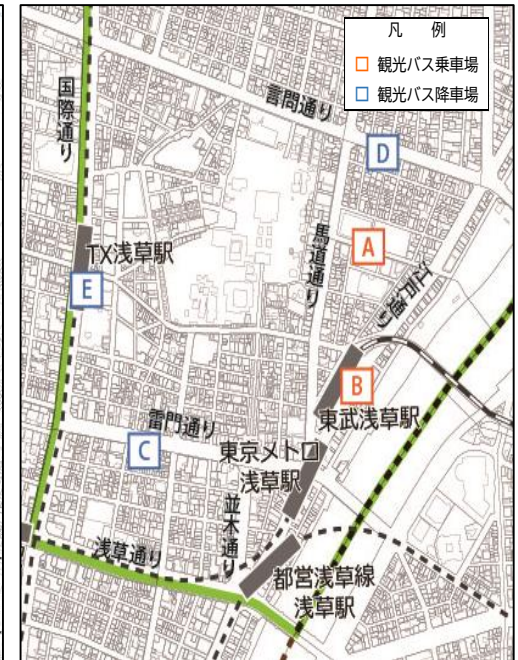 凡 例
観光バス乗車場
観光バス降車場
国際通り
言問通り
D
馬道通り
A
江戸通り
TX浅草駅
E
B
東武浅草駅
雷門通り
C
東京メトロ
浅草駅
並木通り
浅草通り
都営浅草線
浅草駅